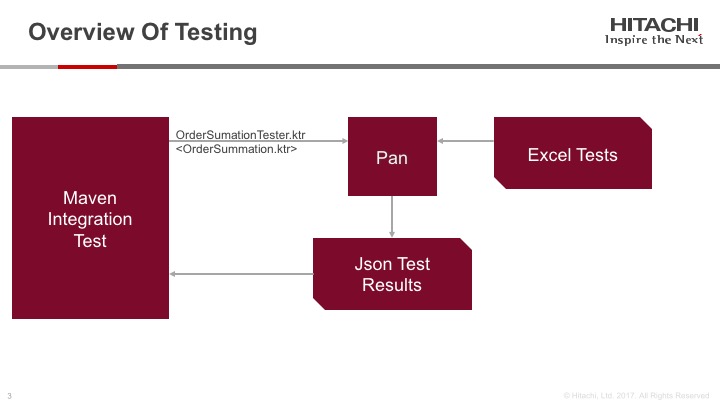 Overview Of Testing
HITACHI
Inspire the Next
OrderSumationTester.ktr
<OrderSummation.ktr>
Maven
Integration
Test
Pan
Excel Tests
Json Test
Results
3
© Hitachi, Ltd. 2017. All Rights Reserved